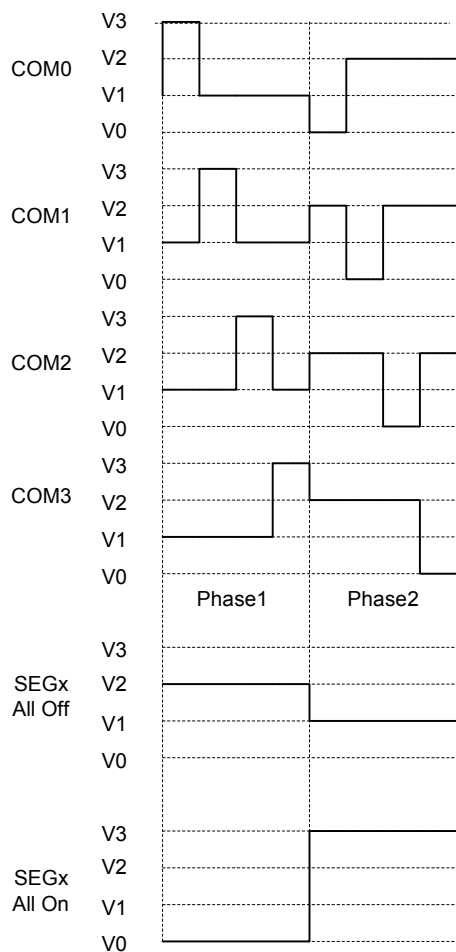 V3
COM0
V2
V1
V0
V3
COM1
V2
V1
V0
V3
COM2
V2
V1
V0
V3
COM3
V2
V1
V0
Phase1 Phase2
V3
SEGx
All Off
V2
V1
V0
V3
SEGx
All On
V2
V1
V0